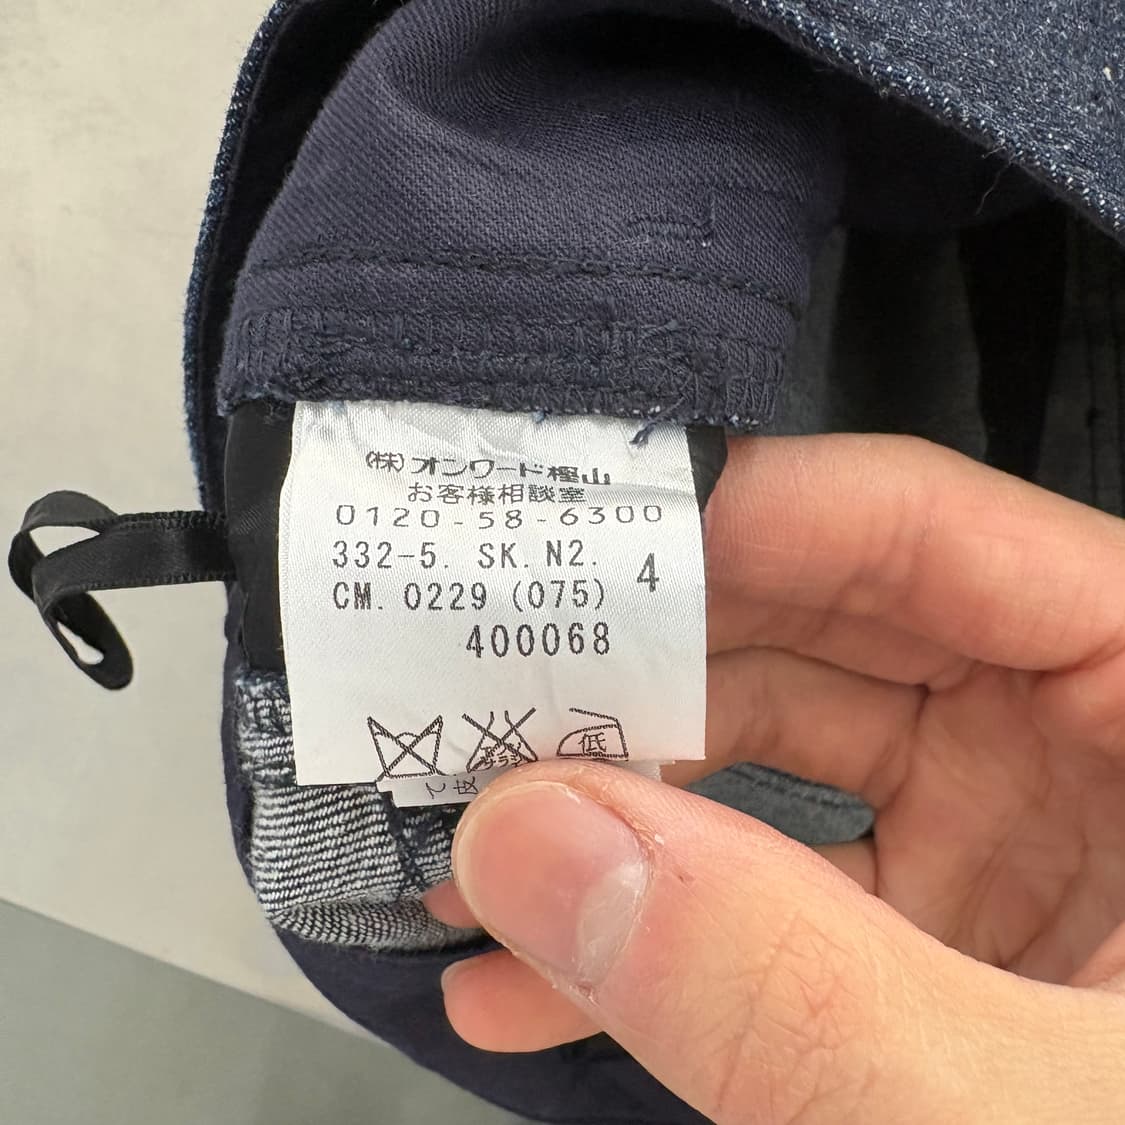 (株)オンワード樫山
お客様相談室
0120-58-6300
332-5. SK. N2. 4
CM. 0229 (075)
400068
低